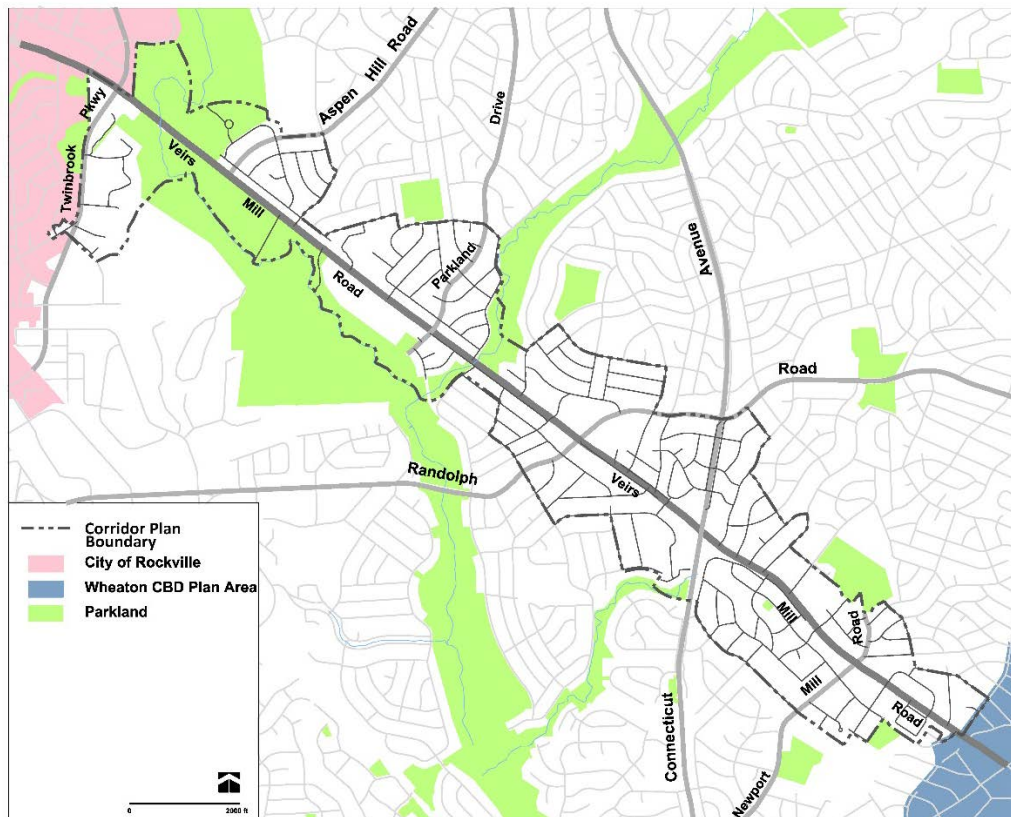 Aspen Hill Road
Drive
Pkwy
Twinbrook
Veirs
Mill
Road
Parkland
Avenue
Road
Randolph
Veirs
Mill
Road
Mill
Road
Connecticut
Newport
Corridor Plan
Boundary
City of Rockville
Wheaton CBD Plan Area
Parkland
0 2000 ft